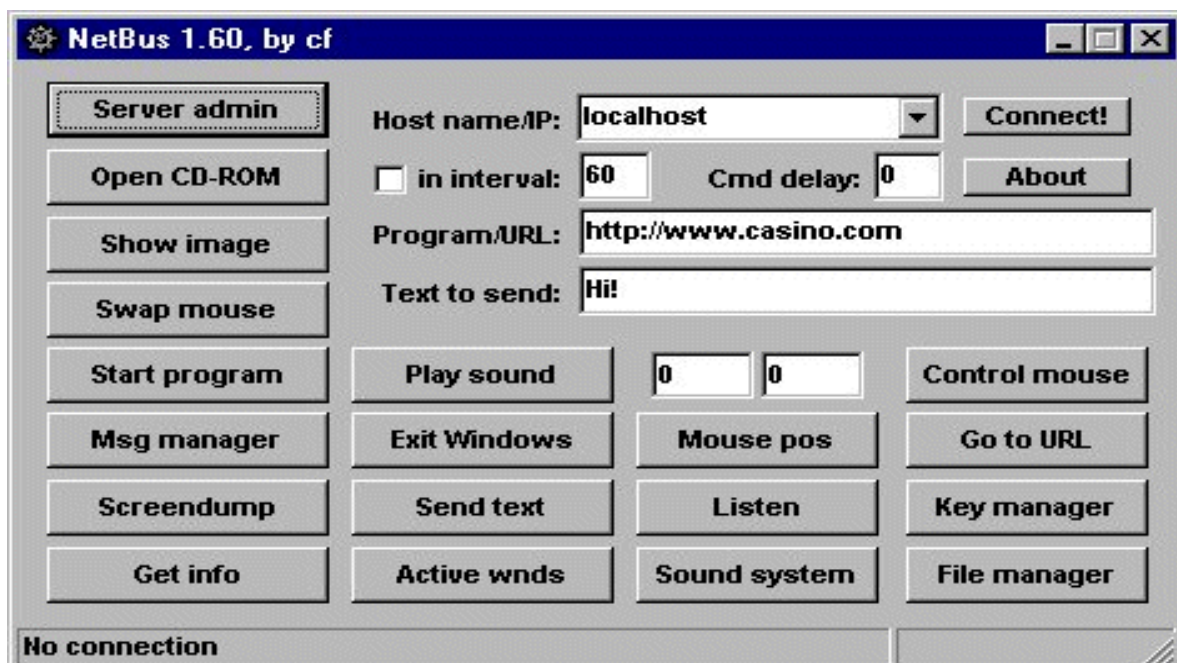 NetBus 1.60, by cf
Server admin
Host name/IP: localhost Connect!
Open CD-ROM
in interval: 60 Cmd delay: 0 About
Show image
Program/URL: http://www.casino.com
Swap mouse
Text to send: Hi!
Start program Play sound 0 0 Control mouse
Msg manager Exit Windows Mouse pos Go to URL
Screendump Send text Listen Key manager
Get info Active wnds Sound system File manager
No connection